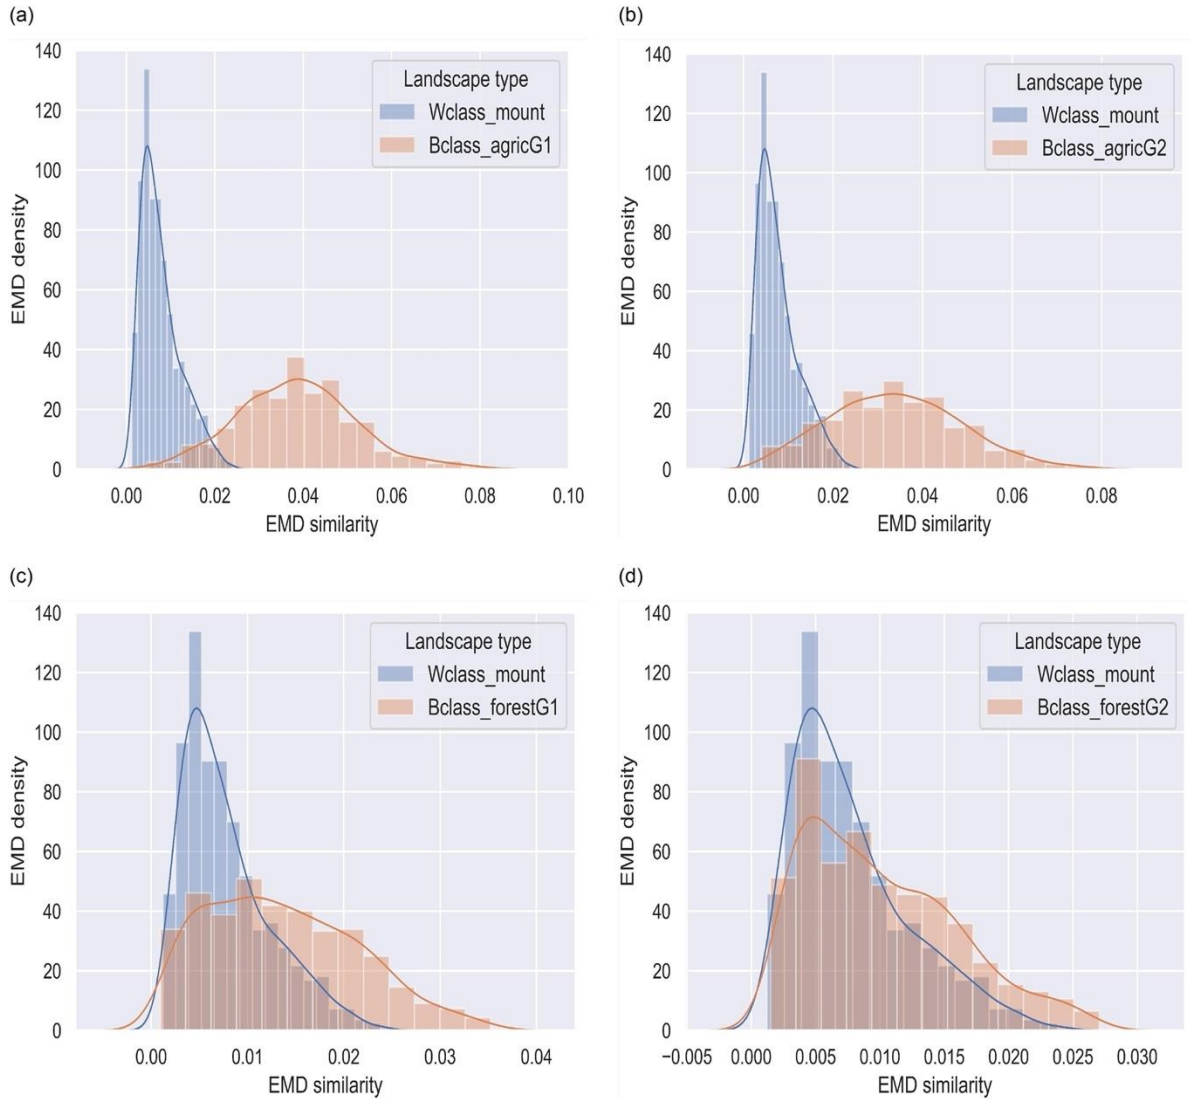 (a)
140
120
100
80
60
40
20
0
EMD density
Landscape type
Wclass_mount
Bclass_agricG1
0.00 0.02 0.04 0.06 0.08 0.10
EMD similarity
(b)
140
120
100
80
60
40
20
0
EMD density
Landscape type
Wclass_mount
Bclass_agricG2
0.00 0.02 0.04 0.06 0.08
EMD similarity
(c)
140
120
100
80
60
40
20
0
EMD density
Landscape type
Wclass_mount
Bclass_forestG1
0.00 0.01 0.02 0.03 0.04
EMD similarity
(d)
140
120
100
80
60
40
20
0
EMD density
Landscape type
Wclass_mount
Bclass_forestG2
−0.005 0.000 0.005 0.010 0.015 0.020 0.025 0.030
EMD similarity